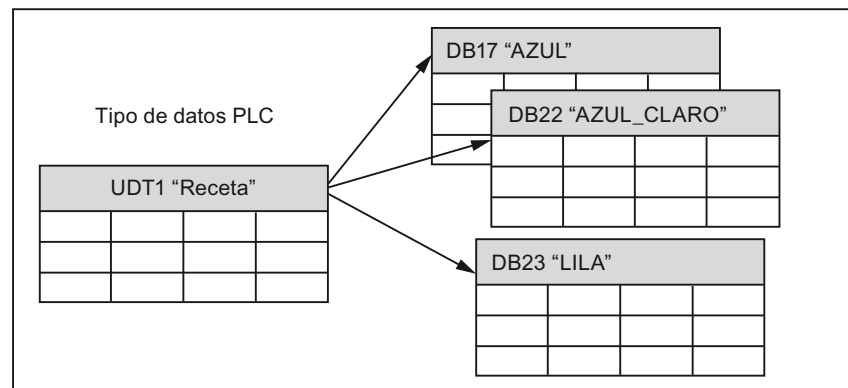 DB17 “AZUL”
Tipo de datos PLC
DB22 “AZUL_CLARO”
UDT1 “Receta”
DB23 “LILA”